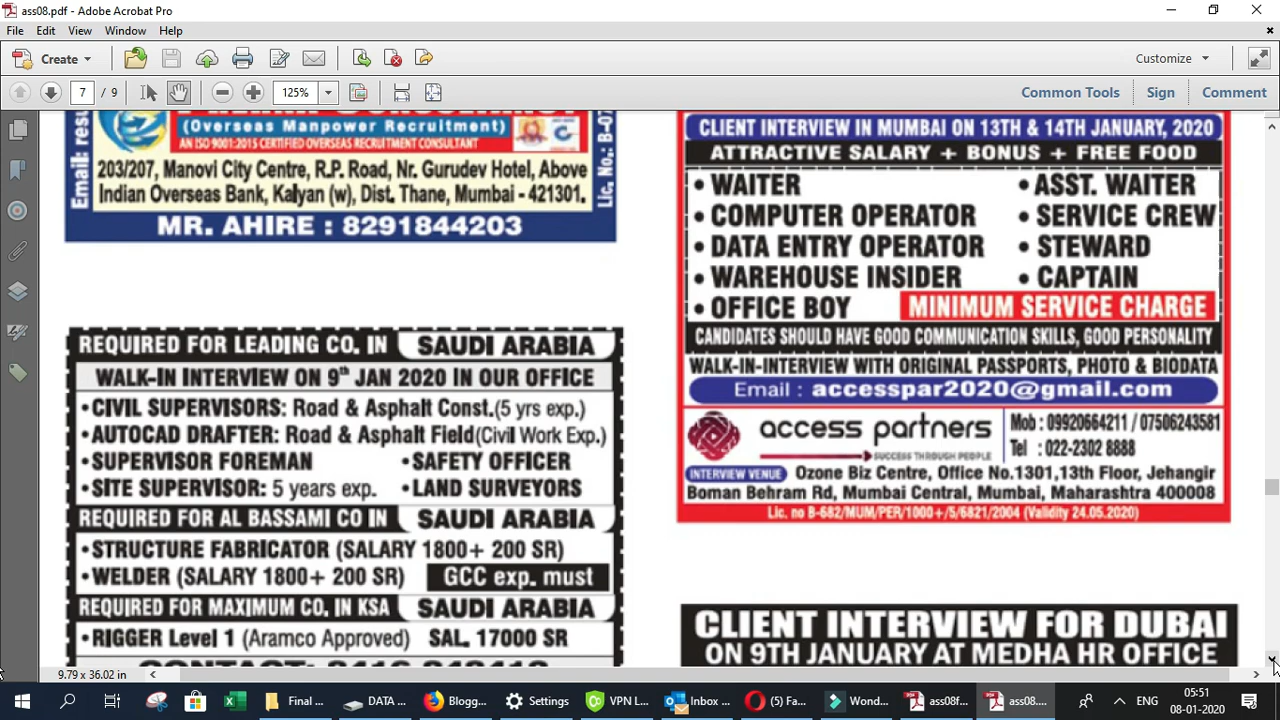 ass08.pdf - Adobe Acrobat Pro
File Edit View Window Help
Create Customize
7 / 9 125% Common Tools Sign Comment
(Overseas Manpower Recruitment)
AN ISO 9001:2015 CERTIFIED OVERSEAS RECRUITMENT CONSULTANT
203/207, Manovi City Centre, R.P. Road, Nr. Gurudev Hotel, Above
Indian Overseas Bank, Kalyan (w), Dist. Thane, Mumbai - 421301.
Email: resu
Lic. No.: B-07
MR. AHIRE : 8291844203
REQUIRED FOR LEADING CO. IN SAUDI ARABIA
WALK-IN INTERVIEW ON 9th JAN 2020 IN OUR OFFICE
•CIVIL SUPERVISORS: Road & Asphalt Const.(5 yrs exp.)
•AUTOCAD DRAFTER: Road & Asphalt Field(Civil Work Exp.)
•SUPERVISOR FOREMAN •SAFETY OFFICER
•SITE SUPERVISOR: 5 years exp. •LAND SURVEYORS
REQUIRED FOR AL BASSAMI CO IN SAUDI ARABIA
•STRUCTURE FABRICATOR (SALARY 1800+ 200 SR)
•WELDER (SALARY 1800+ 200 SR) GCC exp. must
REQUIRED FOR MAXIMUM CO. IN KSA SAUDI ARABIA
•RIGGER Level 1 (Aramco Approved) SAL. 17000 SR
CLIENT INTERVIEW IN MUMBAI ON 13TH & 14TH JANUARY, 2020
ATTRACTIVE SALARY + BONUS + FREE FOOD
• WAITER • ASST. WAITER
• COMPUTER OPERATOR • SERVICE CREW
• DATA ENTRY OPERATOR • STEWARD
• WAREHOUSE INSIDER • CAPTAIN
• OFFICE BOY MINIMUM SERVICE CHARGE
CANDIDATES SHOULD HAVE GOOD COMMUNICATION SKILLS, GOOD PERSONALITY
WALK-IN-INTERVIEW WITH ORIGINAL PASSPORTS, PHOTO & BIODATA
Email : accesspar2020@gmail.com
access partners
SUCCESS THROUGH PEOPLE
Mob : 09920664211 / 07506243581
Tel : 022-2302 8888
INTERVIEW VENUE Ozone Biz Centre, Office No.1301,13th Floor, Jehangir
Boman Behram Rd, Mumbai Central, Mumbai, Maharashtra 400008
Lic. no B-682/MUM/PER/1000+/5/6821/2004 (Validity 24.05.2020)
CLIENT INTERVIEW FOR DUBAI
ON 9TH JANUARY AT MEDHA HR OFFICE
9.79 x 36.02 in
Final ... DATA ... Blogg... Settings VPN L... Inbox ... (5) Fa... Wond... ass08f... ass08.... ENG 05:51
08-01-2020